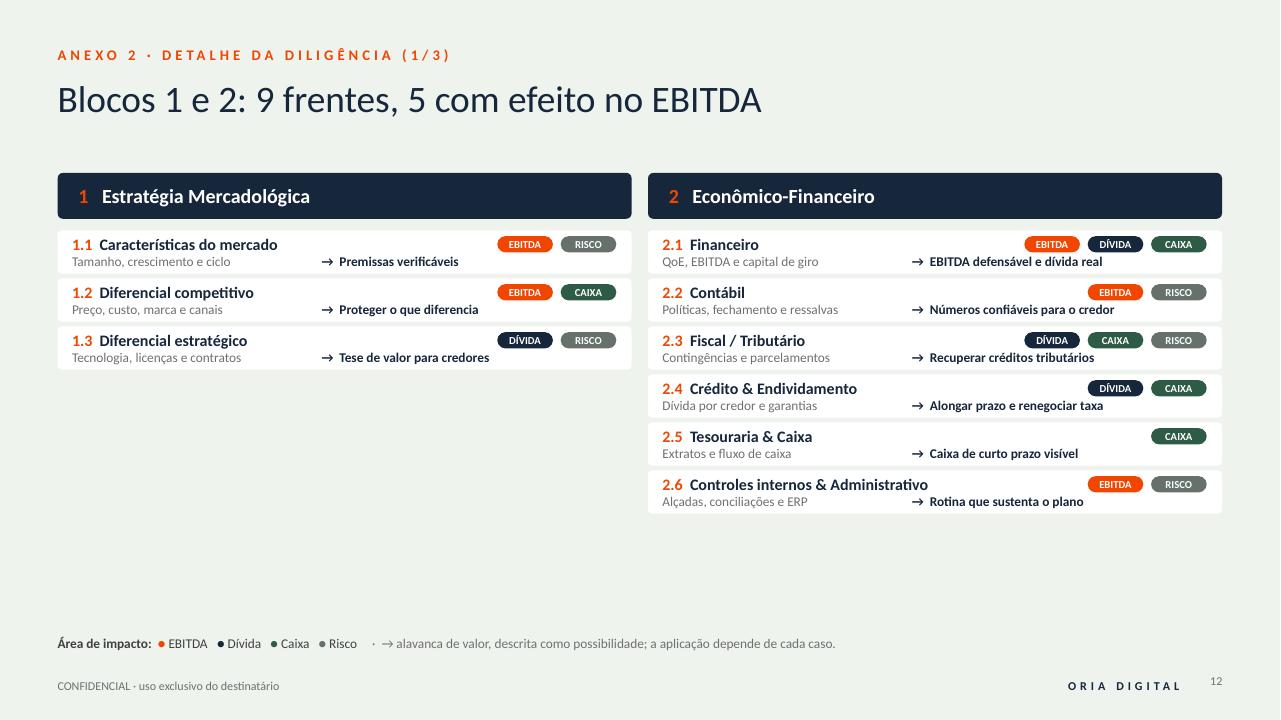 ANEXO 2 · DETALHE DA DILIGÊNCIA (1/3)
Blocos 1 e 2: 9 frentes, 5 com efeito no EBITDA
1 Estratégia Mercadológica
1.1 Características do mercado EBITDA RISCO
Tamanho, crescimento e ciclo → Premissas verificáveis
1.2 Diferencial competitivo EBITDA CAIXA
Preço, custo, marca e canais → Proteger o que diferencia
1.3 Diferencial estratégico DÍVIDA RISCO
Tecnologia, licenças e contratos → Tese de valor para credores
2 Econômico-Financeiro
2.1 Financeiro EBITDA DÍVIDA CAIXA
QoE, EBITDA e capital de giro → EBITDA defensável e dívida real
2.2 Contábil EBITDA RISCO
Políticas, fechamento e ressalvas → Números confiáveis para o credor
2.3 Fiscal / Tributário DÍVIDA CAIXA RISCO
Contingências e parcelamentos → Recuperar créditos tributários
2.4 Crédito & Endividamento DÍVIDA CAIXA
Dívida por credor e garantias → Alongar prazo e renegociar taxa
2.5 Tesouraria & Caixa CAIXA
Extratos e fluxo de caixa → Caixa de curto prazo visível
2.6 Controles internos & Administrativo EBITDA RISCO
Alçadas, conciliações e ERP → Rotina que sustenta o plano
Área de impacto: ● EBITDA ● Dívida ● Caixa ● Risco · → alavanca de valor, descrita como possibilidade; a aplicação depende de cada caso.
CONFIDENCIAL · uso exclusivo do destinatário
ORIA DIGITAL 12